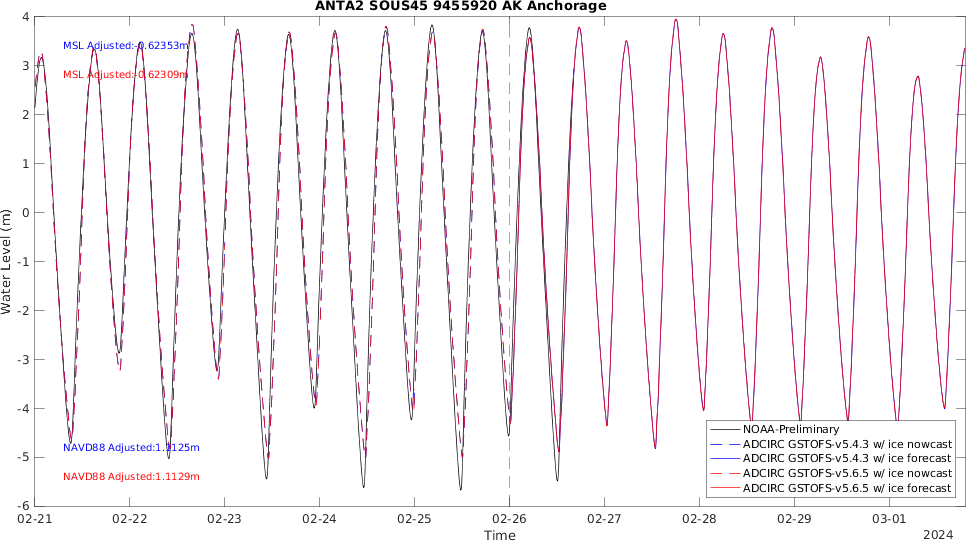 ANTA2 SOUS45 9455920 AK Anchorage
4
3
2
1
0
-1
-2
-3
-4
-5
-6
Water Level (m)
MSL Adjusted:-0.62353m
MSL Adjusted:-0.62309m
NAVD88 Adjusted:1.1125m
NAVD88 Adjusted:1.1129m
NOAA-Preliminary
ADCIRC GSTOFS-v5.4.3 w/ ice nowcast
ADCIRC GSTOFS-v5.4.3 w/ ice forecast
ADCIRC GSTOFS-v5.6.5 w/ ice nowcast
ADCIRC GSTOFS-v5.6.5 w/ ice forecast
02-21 02-22 02-23 02-24 02-25 02-26 02-27 02-28 02-29 03-01
Time
2024